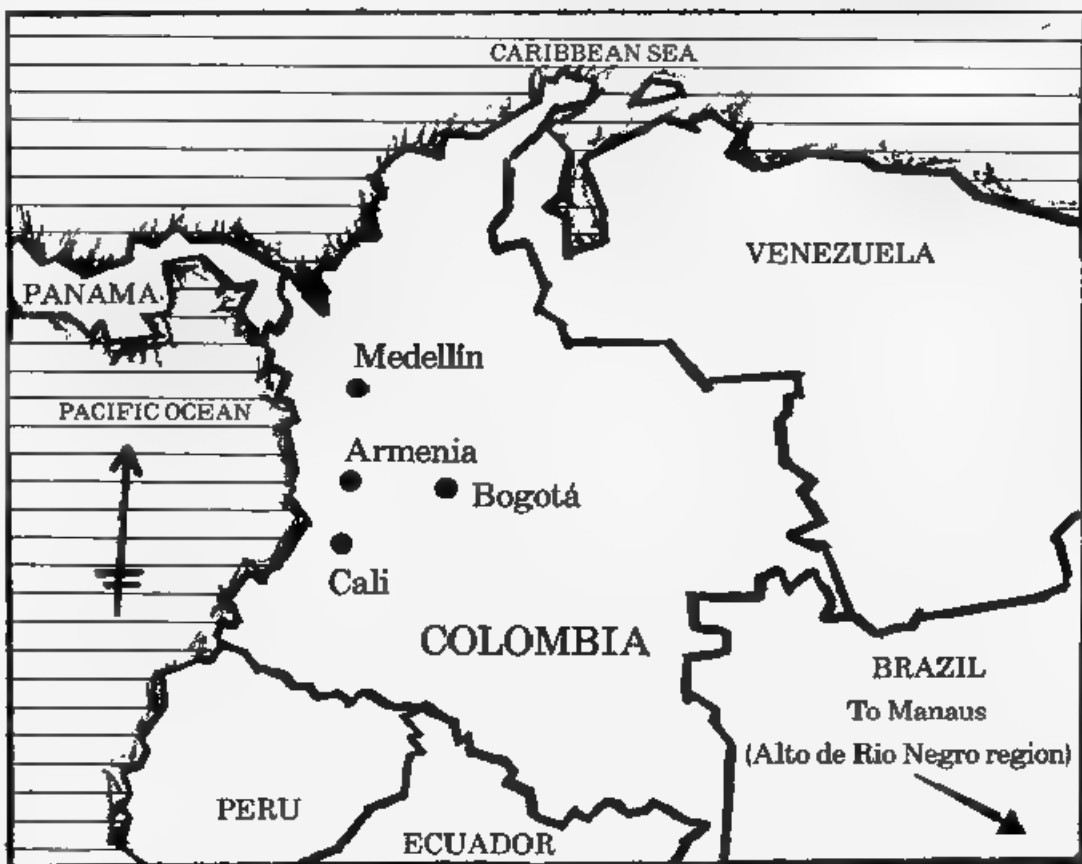 CARIBBEAN SEA
VENEZUELA
PANAMA
Medellín
PACIFIC OCEAN
Armenia
Bogotá
Cali
COLOMBIA
BRAZIL
To Manaus
(Alto de Rio Negro region)
PERU
ECUADOR